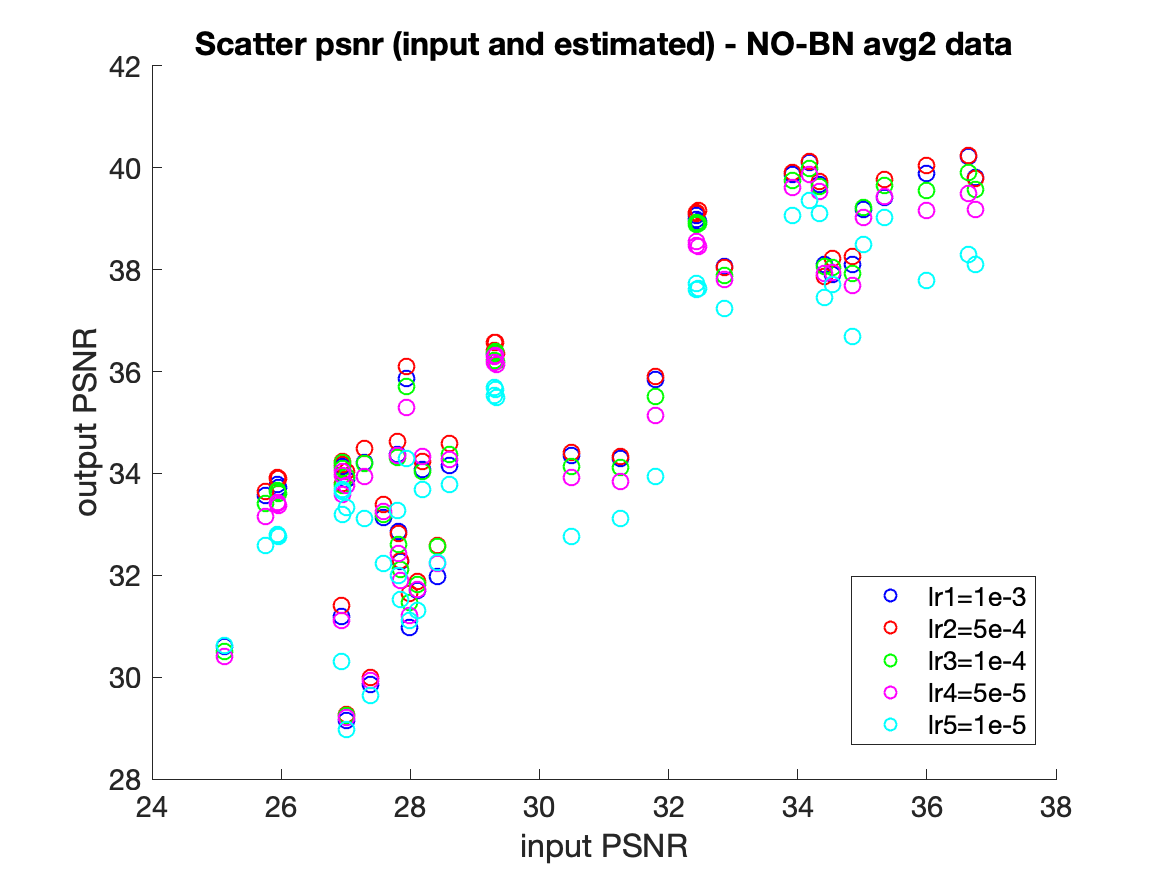 Scatter psnr (input and estimated) - NO-BN avg2 data
42
40
38
36
34
32
30
28
output PSNR
lr1=1e-3
lr2=5e-4
lr3=1e-4
lr4=5e-5
lr5=1e-5
24 26 28 30 32 34 36 38
input PSNR